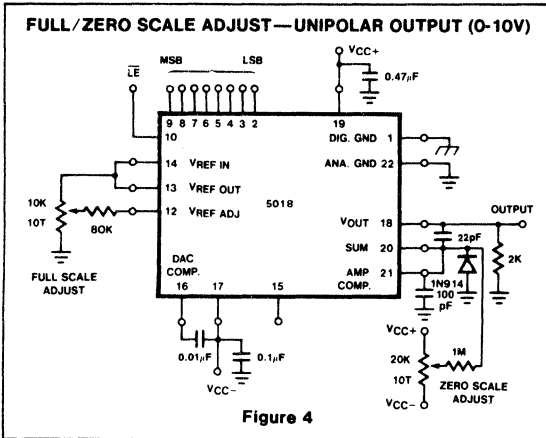 FULL/ZERO SCALE ADJUST—UNIPOLAR OUTPUT (0-10V)
VCC+
0.47µF
LE
MSB LSB
9 8 7 6 5 4 3 2
19
10
DIG. GND 1
14 VREF IN
ANA. GND 22
13 VREF OUT
10K
10T
80K
12 VREF ADJ
5018
VOUT 18
OUTPUT
22pF
SUM 20
2K
FULL SCALE
ADJUST
DAC
COMP.
AMP
COMP.
21
1N914
100
pF
16 17 15
0.01µF
0.1µF
VCC-
VCC+
20K
10T
1M
ZERO SCALE
ADJUST
VCC-
Figure 4